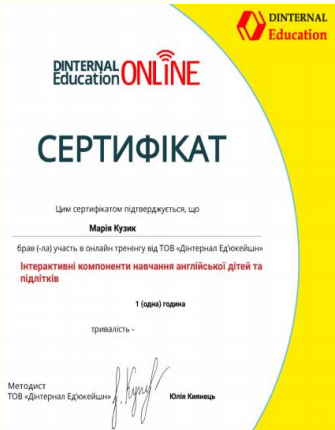 DINTERNAL
Education
DINTERNAL
Education ONLINE
СЕРТИФІКАТ
Цим сертифікатом підтверджується, що
Марія Кузик
брав (-ла) участь в онлайн тренінгу від ТОВ «Дінтернал Ед'юкейшн»
Інтерактивні компоненти навчання англійської дітей та
підлітків
1 (одна) година
тривалість -
Методист
ТОВ «Дінтернал Ед'юкейшн»
Юлія Киянець